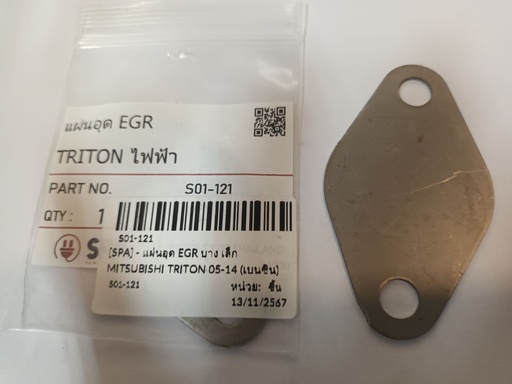 แผ่นอุด EGR
TRITON ไฟฟ้า
PART NO. S01-121
QTY : 1
S
S01-121
[SPA] - แผ่นอุด EGR บาง เล็ก
MITSUBISHI TRITON 05-14 (เบนซิน)
S01-121 หน่วย: ชิ้น
13/11/2567